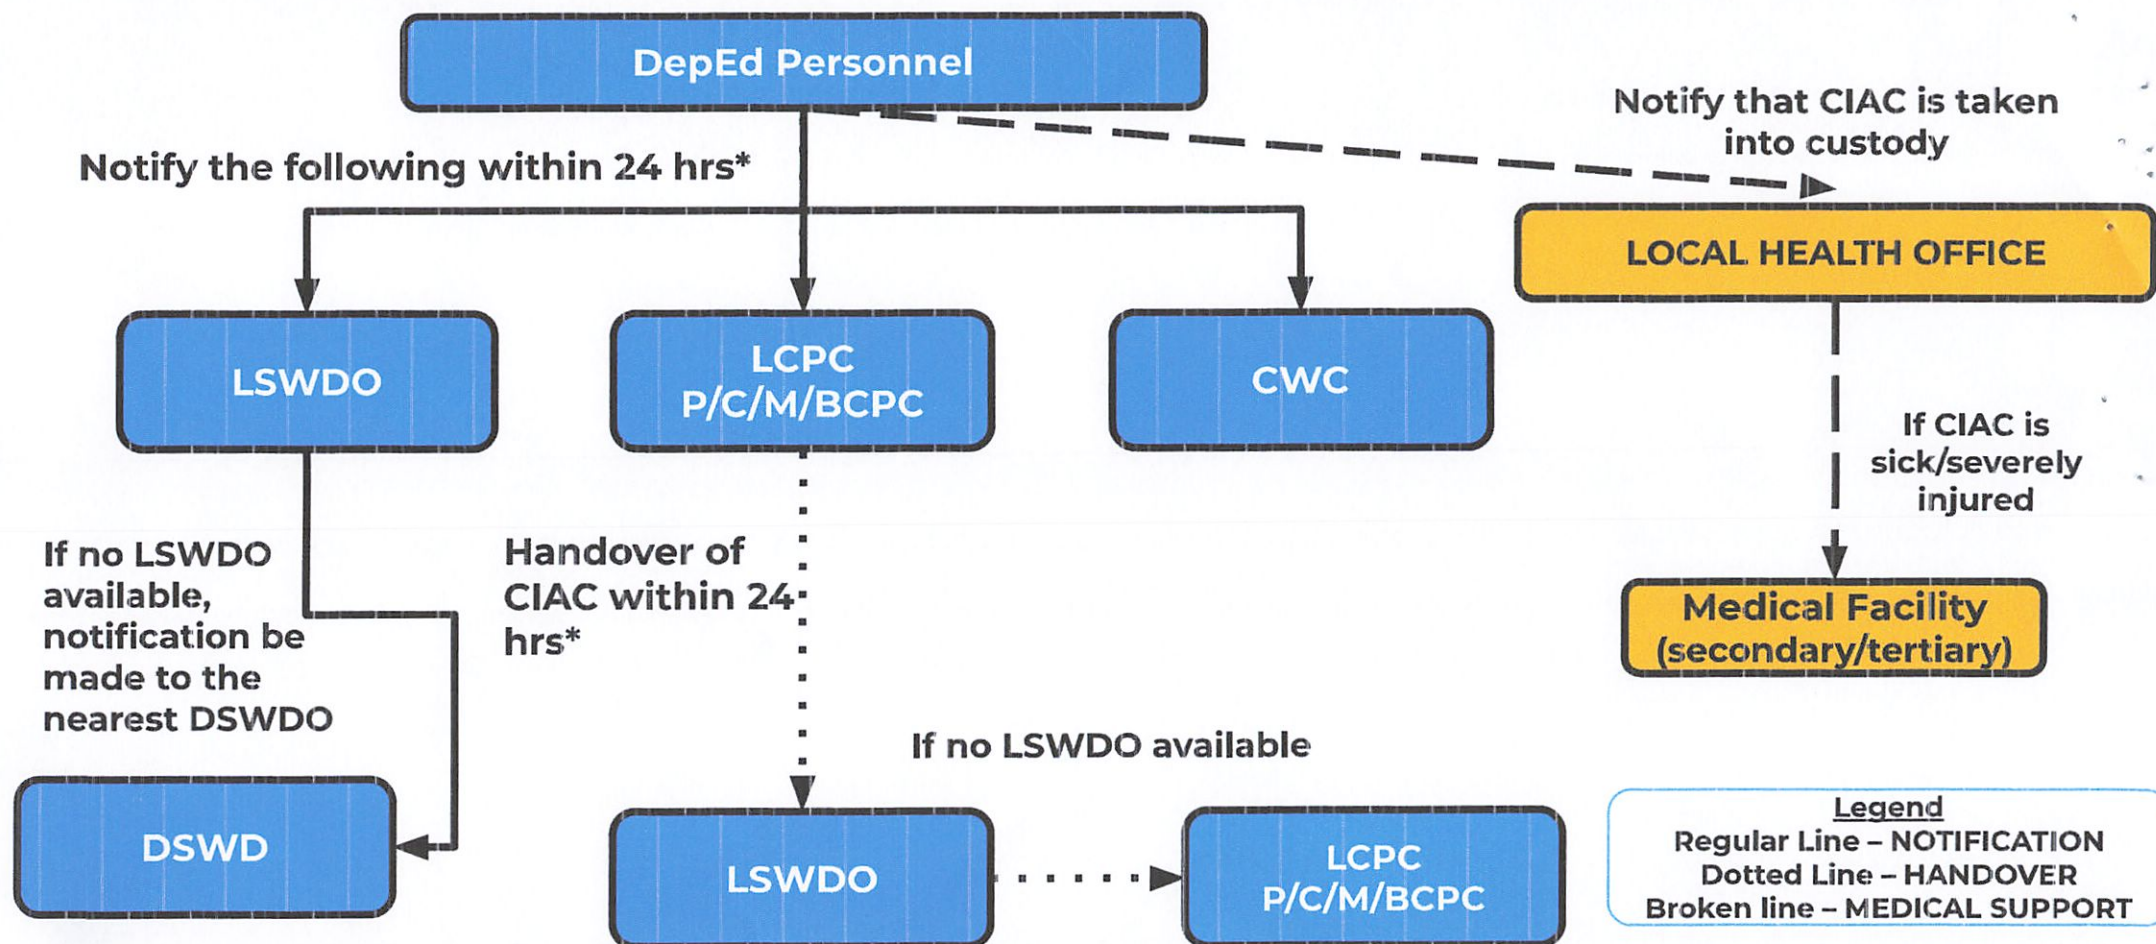 DepEd Personnel
Notify that CIAC is taken
into custody
Notify the following within 24 hrs*
LOCAL HEALTH OFFICE
LSWDO
LCPC
P/C/M/BCPC
CWC
If CIAC is
sick/severely
injured
If no LSWDO
available,
notification be
made to the
nearest DSWDO
Handover of
CIAC within 24
hrs*
Medical Facility
(secondary/tertiary)
If no LSWDO available
DSWD
LSWDO
LCPC
P/C/M/BCPC
Legend
Regular Line – NOTIFICATION
Dotted Line – HANDOVER
Broken line – MEDICAL SUPPORT